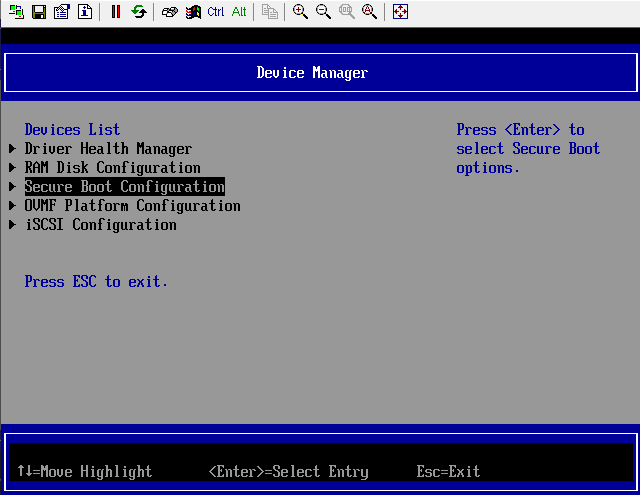 Ctrl Alt
Device Manager
Devices List
Driver Health Manager
RAM Disk Configuration
Secure Boot Configuration
OVMF Platform Configuration
iSCSI Configuration
Press ESC to exit.
Press <Enter> to
select Secure Boot
options.
↑↓=Move Highlight <Enter>=Select Entry Esc=Exit